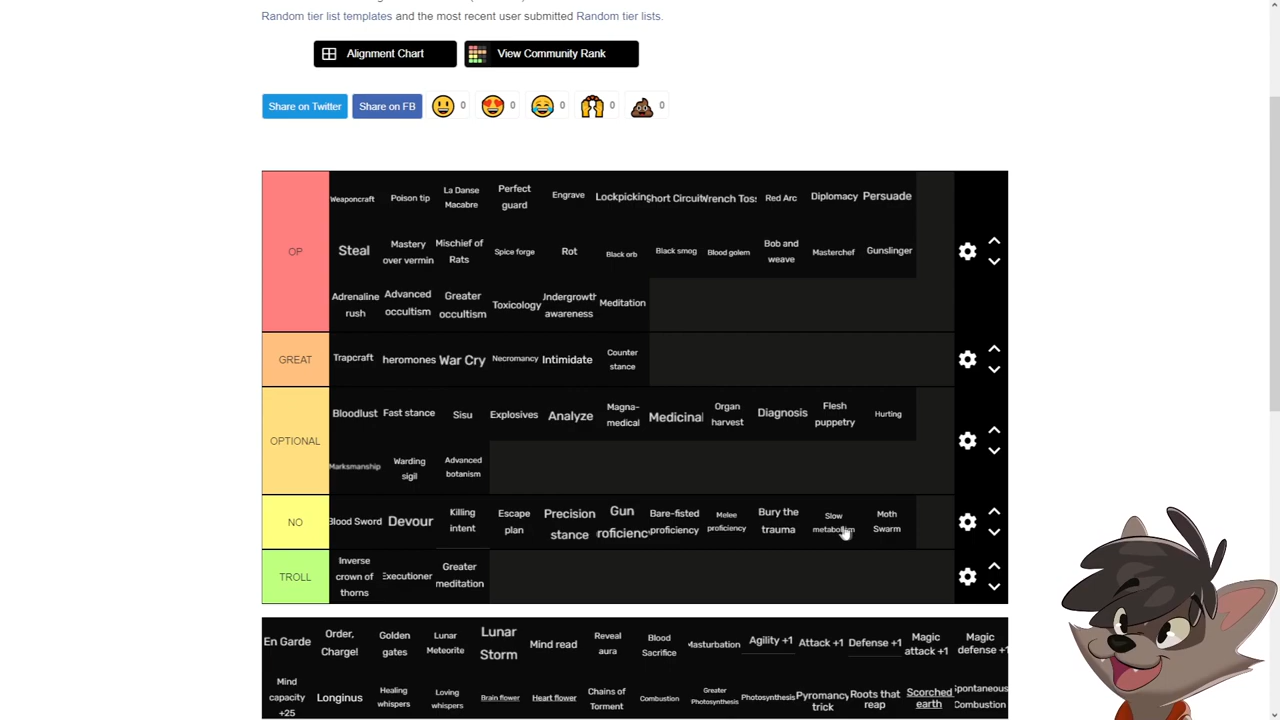 Random tier list templates and the most recent user submitted Random tier lists.
Alignment Chart
View Community Rank
Share on Twitter
Share on FB
0
0
0
0
0
OP
Weaponcraft
Poison tip
La Danse
Macabre
Perfect
guard
Engrave
Lockpicking
Short Circuit
Wrench Toss
Red Arc
Diplomacy
Persuade
Steal
Mastery
over vermin
Mischief of
Rats
Spice forge
Rot
Black orb
Black smog
Blood golem
Bob and
weave
Masterchef
Gunslinger
Adrenaline
rush
Advanced
occultism
Greater
occultism
Toxicology
Undergrowth
awareness
Meditation
GREAT
Trapcraft
heromones
War Cry
Necromancy
Intimidate
Counter
stance
OPTIONAL
Bloodlust
Fast stance
Sisu
Explosives
Analyze
Magna-
medical
Medicinal
Organ
harvest
Diagnosis
Flesh
puppetry
Hurting
Marksmanship
Warding
sigil
Advanced
botanism
NO
Blood Sword
Devour
Killing
intent
Escape
plan
Precision
stance
Gun
roficienc
Bare-fisted
proficiency
Melee
proficiency
Bury the
trauma
Slow
metabolism
Moth
Swarm
TROLL
Inverse
crown of
thorns
Executioner
Greater
meditation
En Garde
Order,
Charge!
Golden
gates
Lunar
Meteorite
Lunar
Storm
Mind read
Reveal
aura
Blood
Sacrifice
Masturbation
Agility +1
Attack +1
Defense +1
Magic
attack +1
Magic
defense +1
Mind
capacity
+25
Longinus
Healing
whispers
Loving
whispers
Brain flower
Heart flower
Chains of
Torment
Combustion
Greater
Photosynthesis
Photosynthesis
Pyromancy
trick
Roots that
reap
Scorched
earth
Spontaneous
Combustion